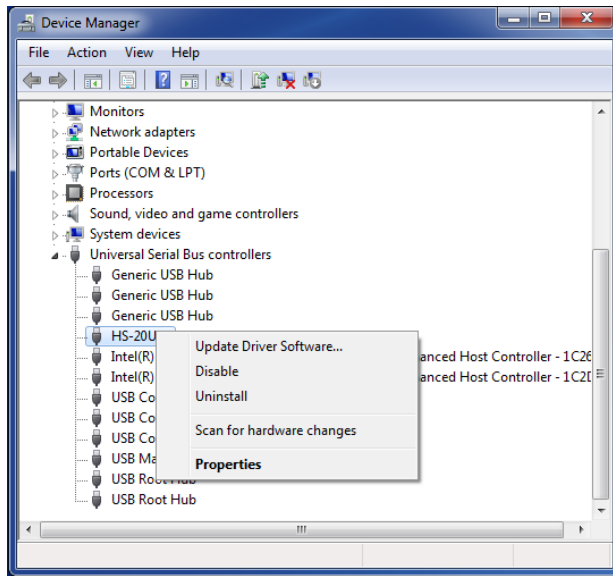 Device Manager
File Action View Help
Monitors
Network adapters
Portable Devices
Ports (COM & LPT)
Processors
Sound, video and game controllers
System devices
Universal Serial Bus controllers
Generic USB Hub
Generic USB Hub
Generic USB Hub
HS-20U
Update Driver Software...
Intel(R) anced Host Controller - 1C26
Disable
Intel(R) anced Host Controller - 1C2
USB Co
Uninstall
USB Co
Scan for hardware changes
USB Co
USB Ma
Properties
USB Root Hub
USB Root Hub